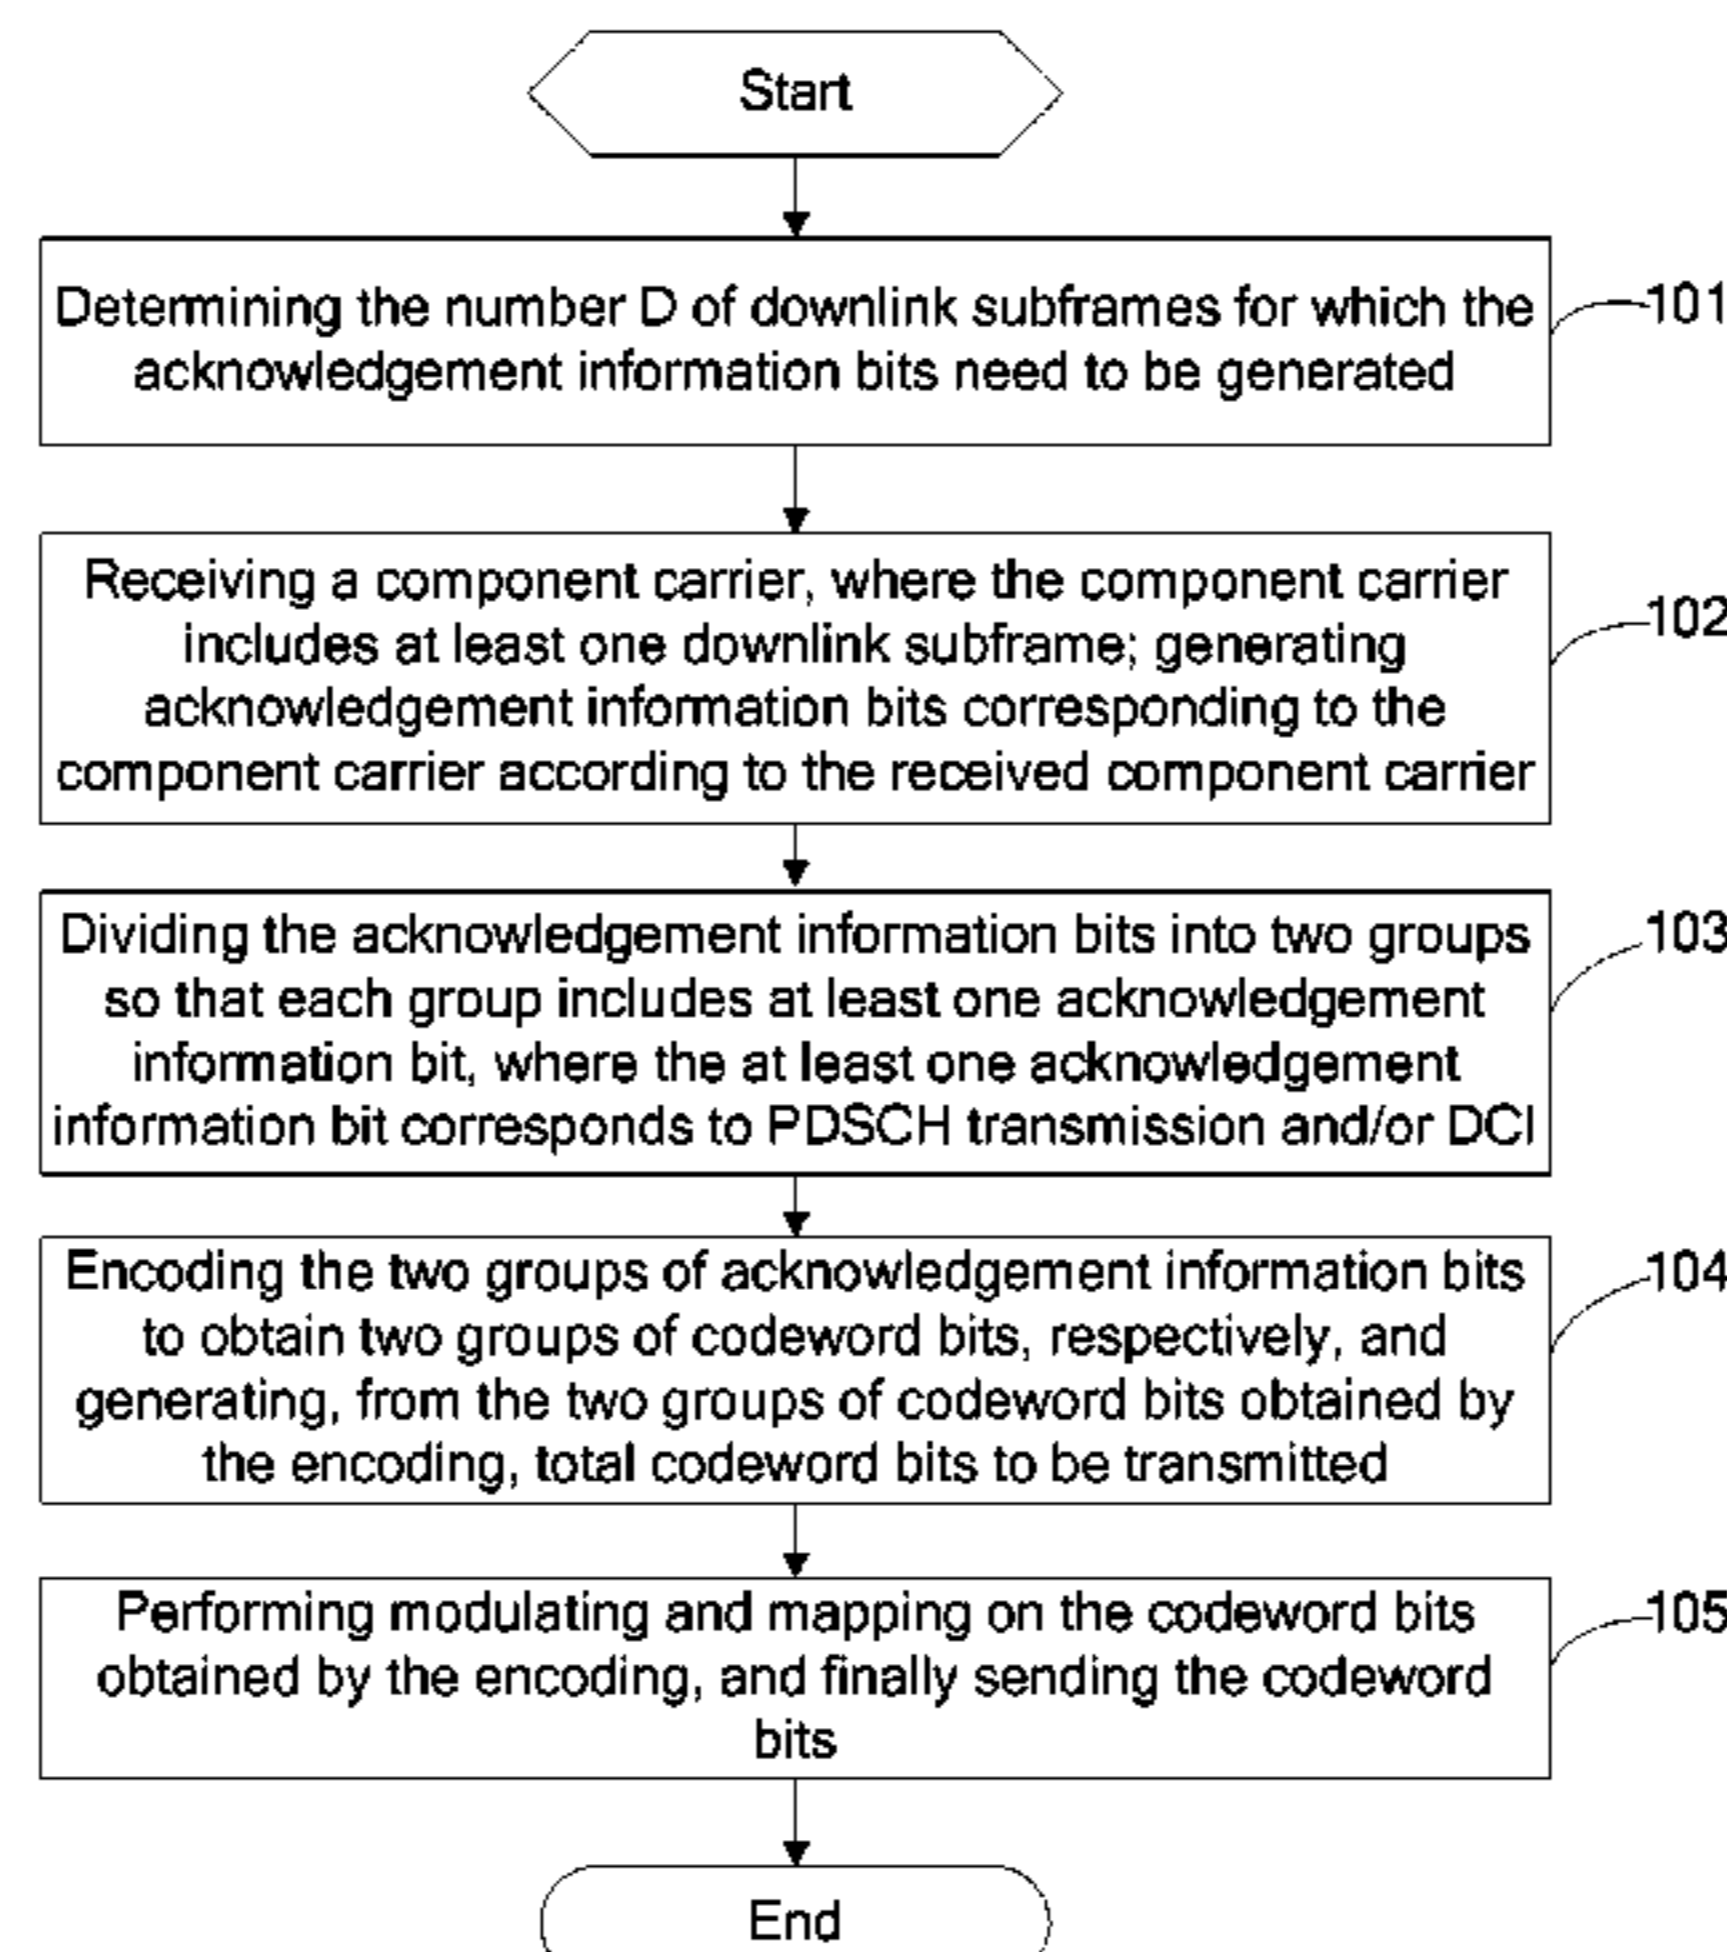 Start
Determining the number D of downlink subframes for which the
acknowledgement information bits need to be generated
101
Receiving a component carrier, where the component carrier
includes at least one downlink subframe; generating
acknowledgement information bits corresponding to the
component carrier according to the received component carrier
102
Dividing the acknowledgement information bits into two groups
so that each group includes at least one acknowledgement
information bit, where the at least one acknowledgement
information bit corresponds to PDSCH transmission and/or DCI
103
Encoding the two groups of acknowledgement information bits
to obtain two groups of codeword bits, respectively, and
generating, from the two groups of codeword bits obtained by
the encoding, total codeword bits to be transmitted
104
Performing modulating and mapping on the codeword bits
obtained by the encoding, and finally sending the codeword
bits
105
End